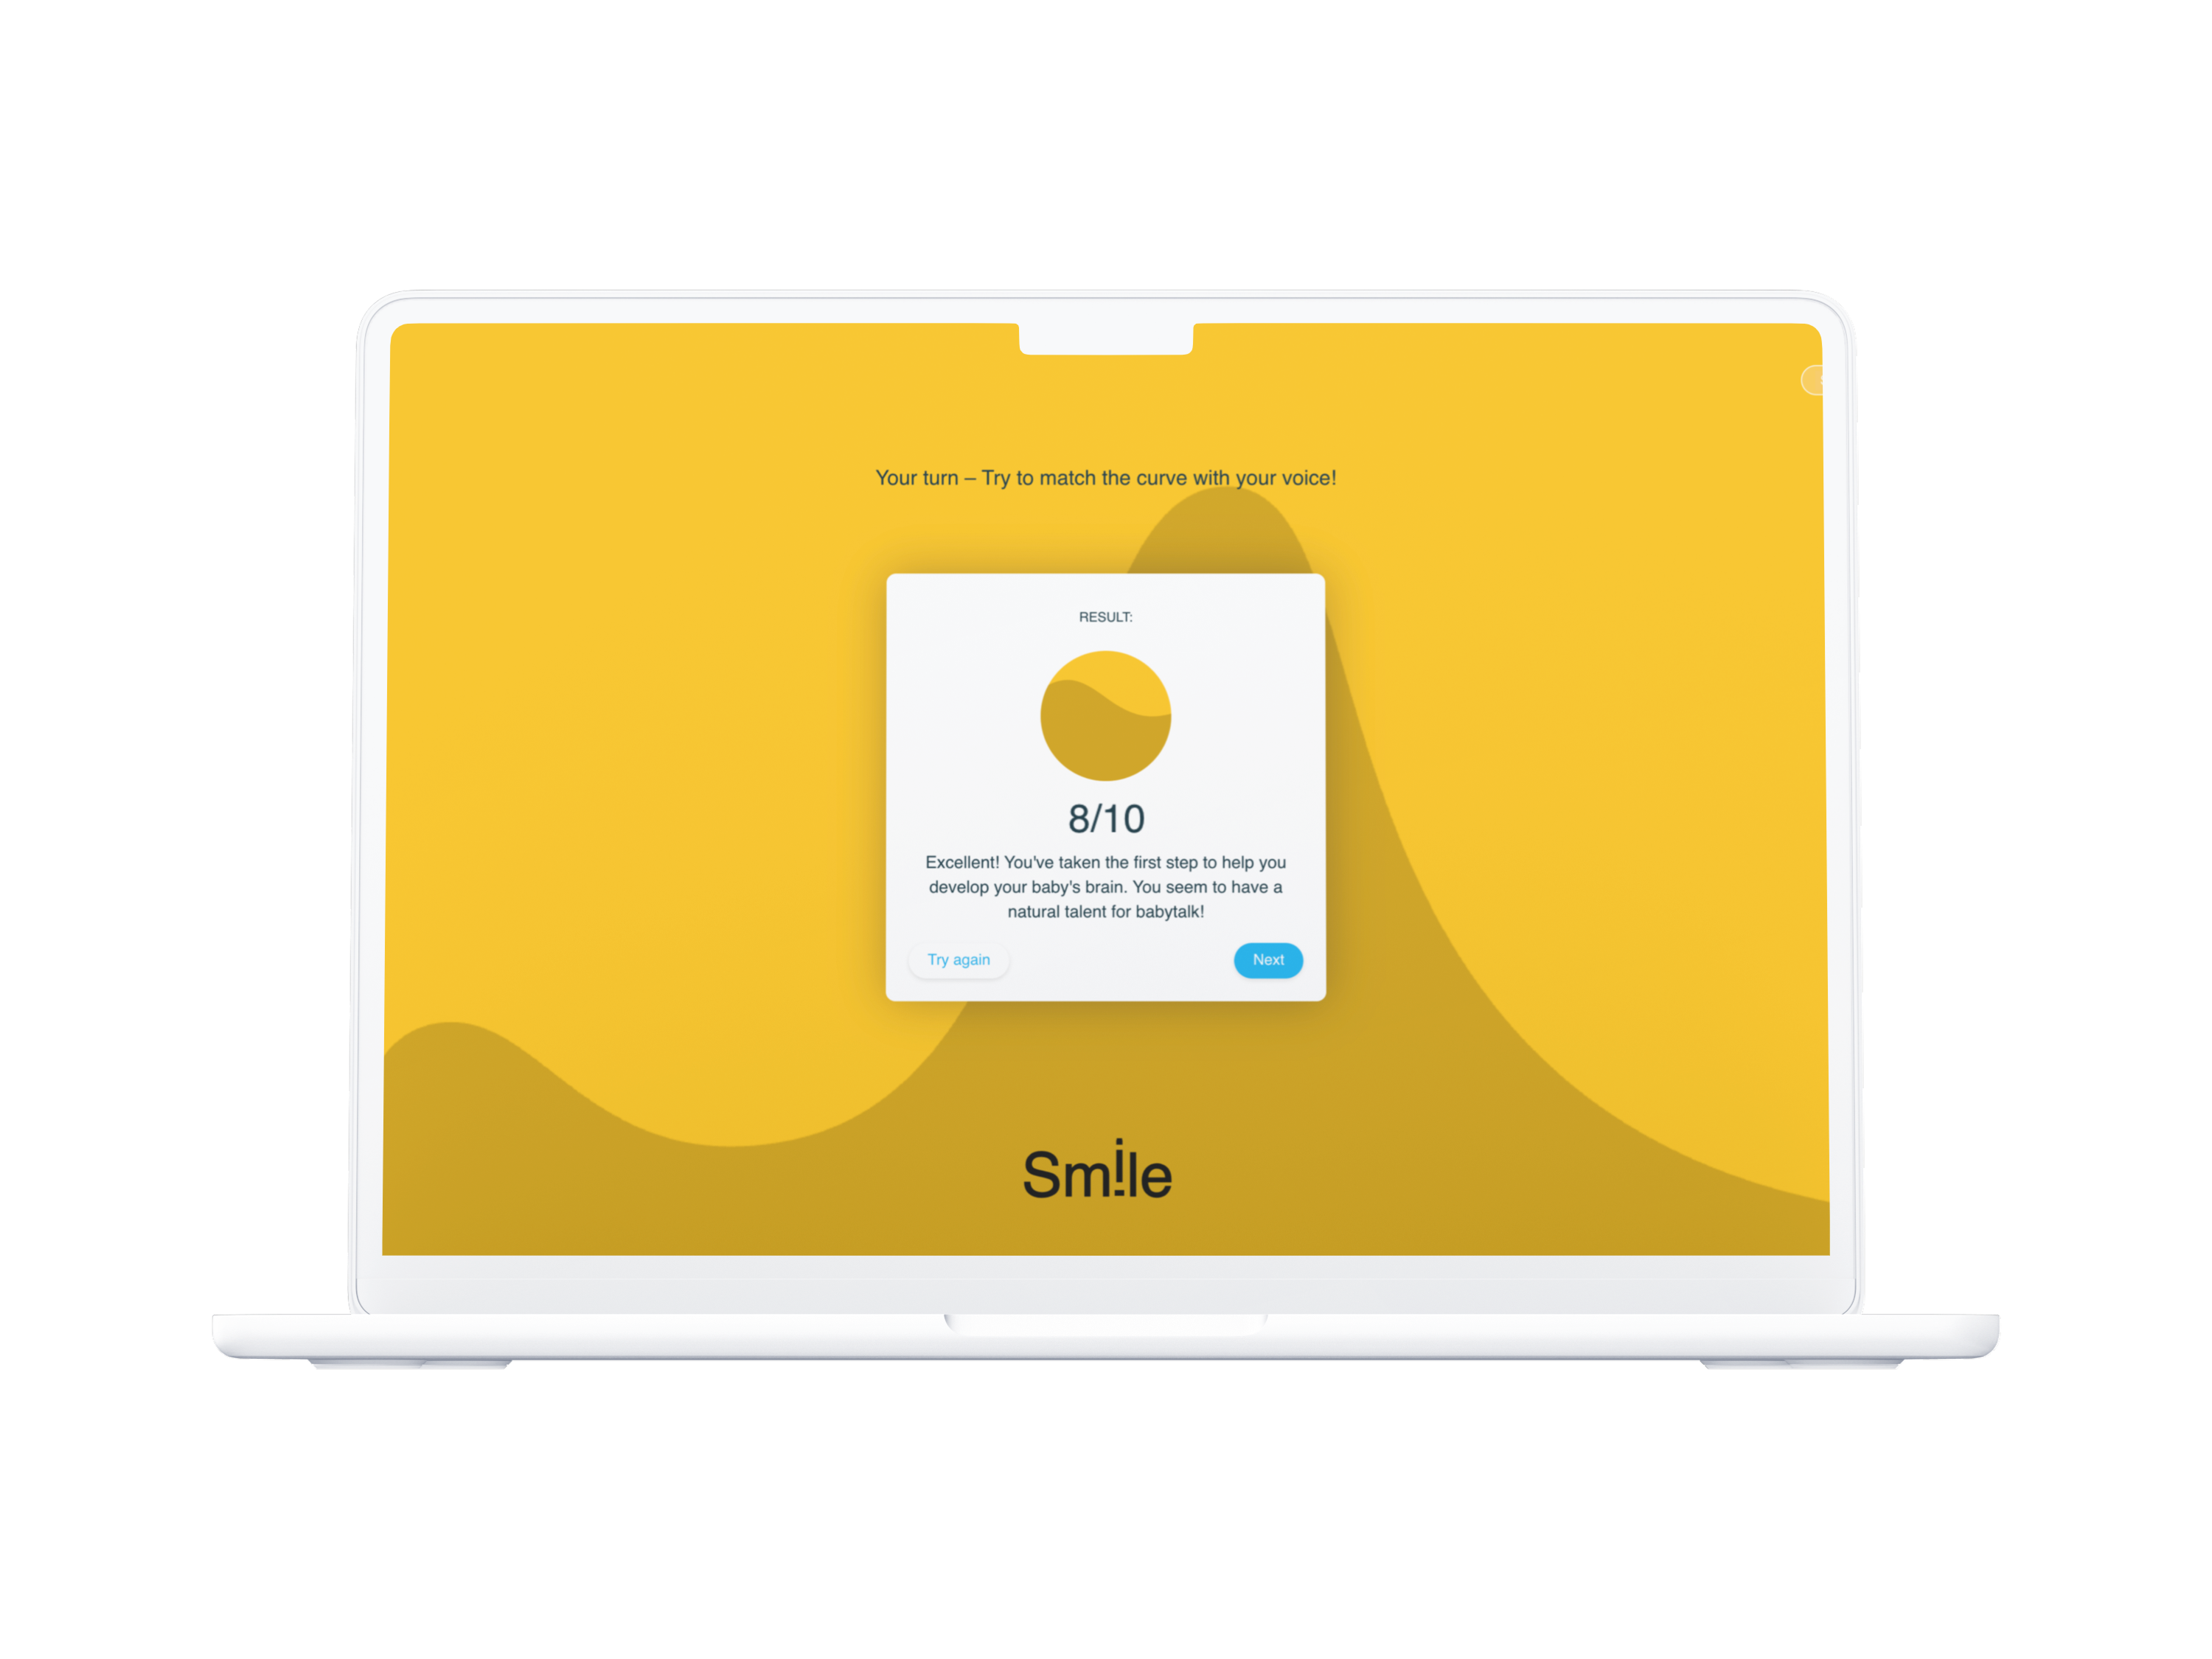 Your turn – Try to match the curve with your voice!
RESULT:
8/10
Excellent! You've taken the first step to help you
develop your baby's brain. You seem to have a
natural talent for babytalk!
Try again
Next
Smile